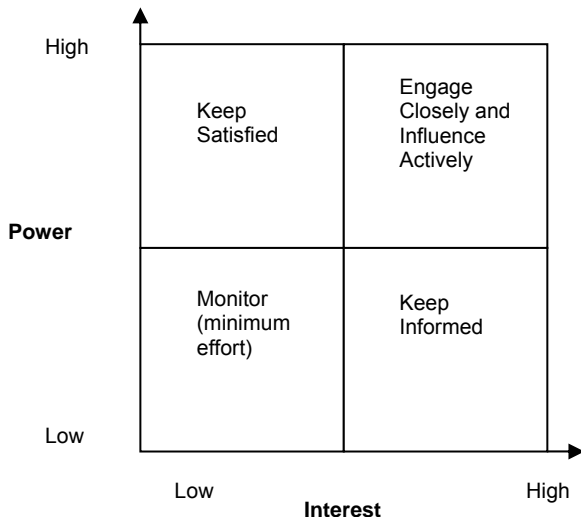 High
Keep
Satisfied
Engage
Closely and
Influence
Actively
Power
Monitor
(minimum
effort)
Keep
Informed
Low
Low
High
Interest